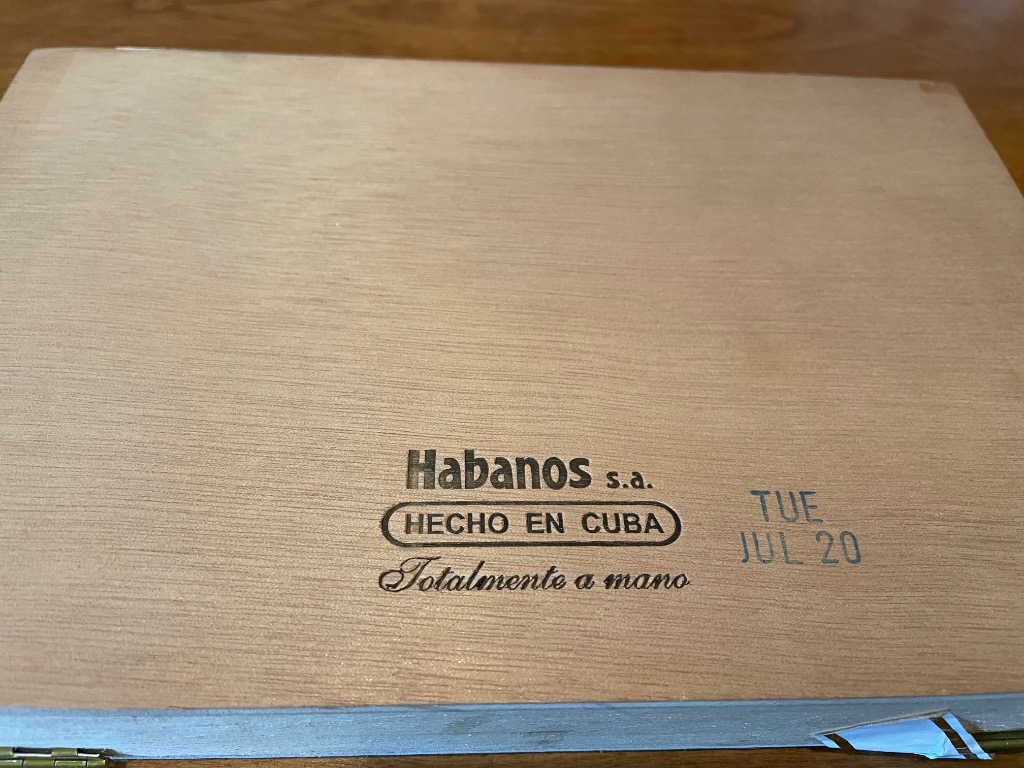 Habanos s.a.
HECHO EN CUBA
Totalmente a mano
TUE
JUL 20